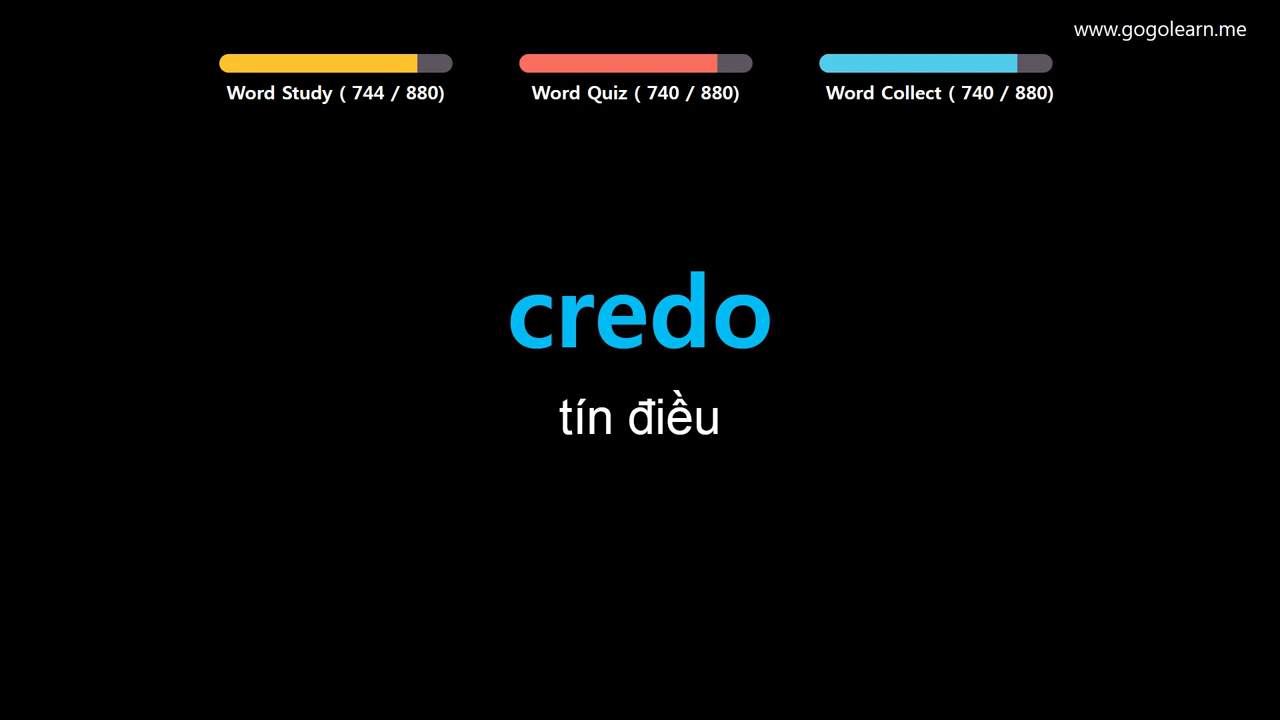 www.gogolearn.me
Word Study ( 744 / 880)
Word Quiz ( 740 / 880)
Word Collect ( 740 / 880)
credo
tín điều